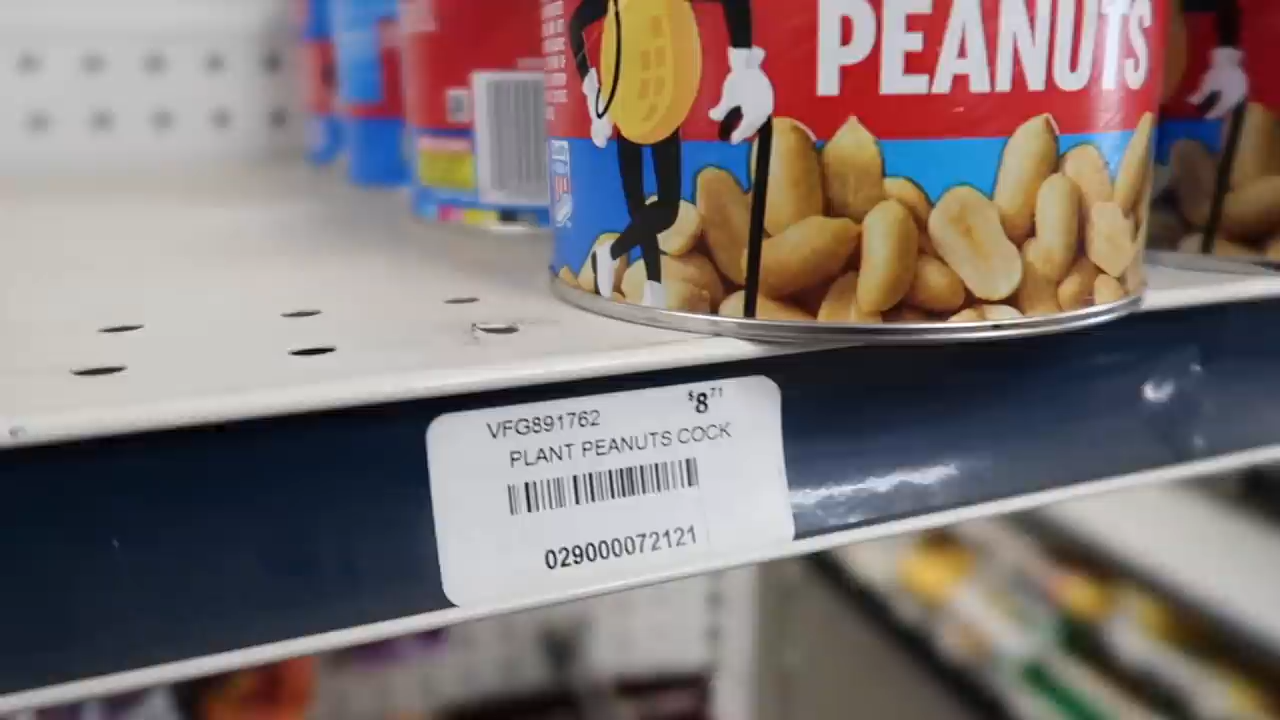 PEANUTS
VFG891762
$8.71
PLANT PEANUTS COCK
029000072121